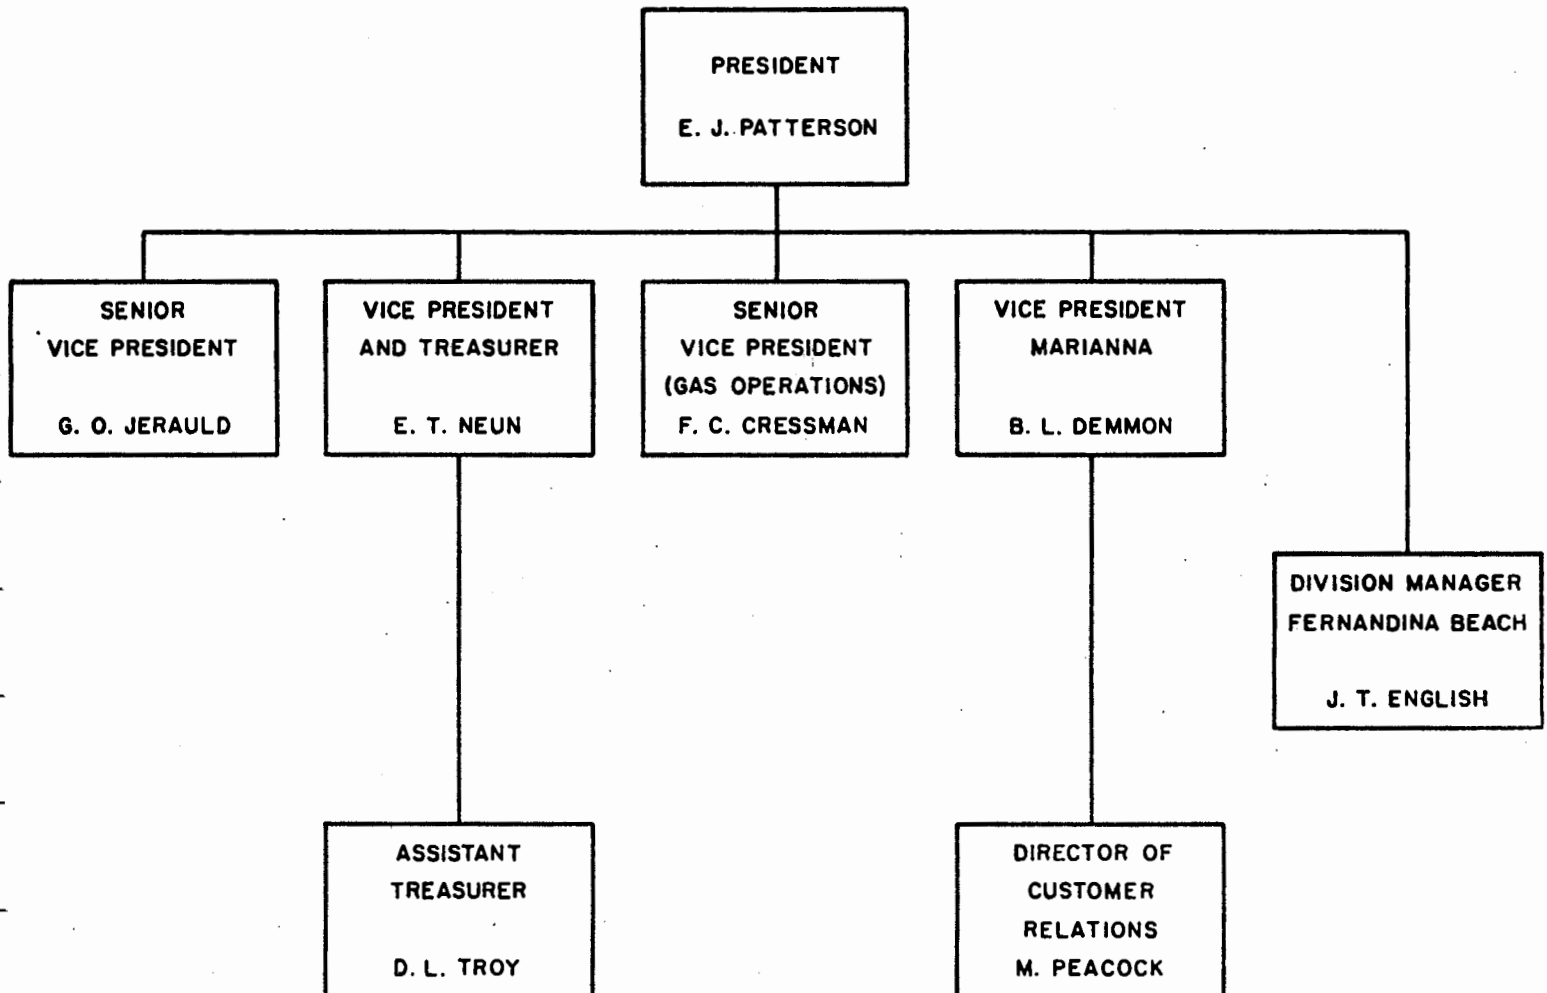 PRESIDENT
E. J. PATTERSON
SENIOR
VICE PRESIDENT
G. O. JERAULD
VICE PRESIDENT
AND TREASURER
E. T. NEUN
SENIOR
VICE PRESIDENT
(GAS OPERATIONS)
F. C. CRESSMAN
VICE PRESIDENT
MARIANNA
B. L. DEMMON
DIVISION MANAGER
FERNANDINA BEACH
J. T. ENGLISH
ASSISTANT
TREASURER
D. L. TROY
DIRECTOR OF
CUSTOMER
RELATIONS
M. PEACOCK